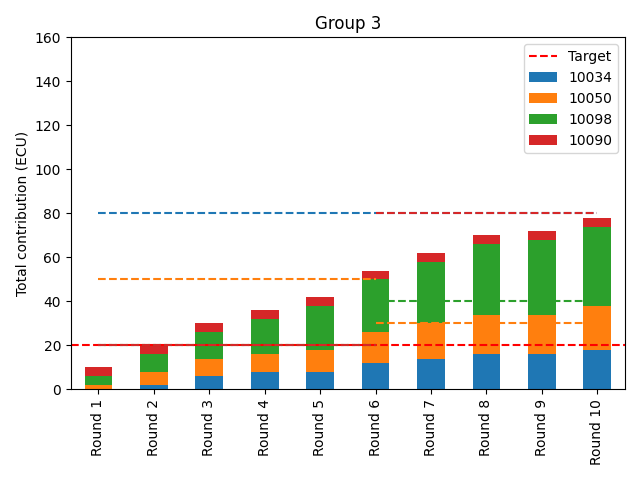 Group 3
Total contribution (ECU)
160
140
120
100
80
60
40
20
0
Target
10034
10050
10098
10090
Round 1
Round 2
Round 3
Round 4
Round 5
Round 6
Round 7
Round 8
Round 9
Round 10